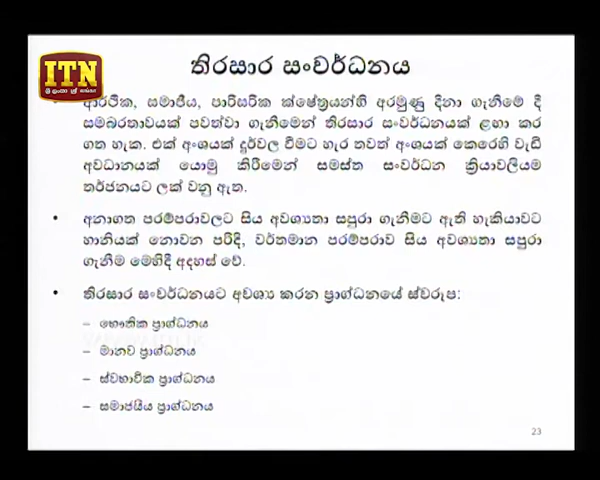 ITN
තිරසාර සංවර්ධනය
• ආර්ථික, සමාජීය, පාරිසරික ක්ෂේත්‍රයන්හි අරමුණු දිනා ගැනීමේ දී
සමබරතාවයක් පවත්වා ගැනීමෙන් තිරසාර සංවර්ධනයක් ළඟා කර
ගත හැක. එක් අංශයක් දුර්වල වීමට හැර තවත් අංශයක් කෙරෙහි වැඩි
අවධානයක් යොමු කිරීමෙන් සමස්ත සංවර්ධන ක්‍රියාවලියම
තර්ජනයට ලක් වනු ඇත.
• අනාගත පරම්පරාවලට සිය අවශ්‍යතා සපුරා ගැනීමට ඇති හැකියාවට
හානියක් නොවන පරිදි, වර්තමාන පරම්පරාව සිය අවශ්‍යතා සපුරා
ගැනීම මෙහිදී අදහස් වේ.
• තිරසාර සංවර්ධනයට අවශ්‍ය කරන ප්‍රාග්ධනයේ ස්වරූප:
– භෞතික ප්‍රාග්ධනය
– මානව ප්‍රාග්ධනය
– ස්වභාවික ප්‍රාග්ධනය
– සමාජයීය ප්‍රාග්ධනය
23